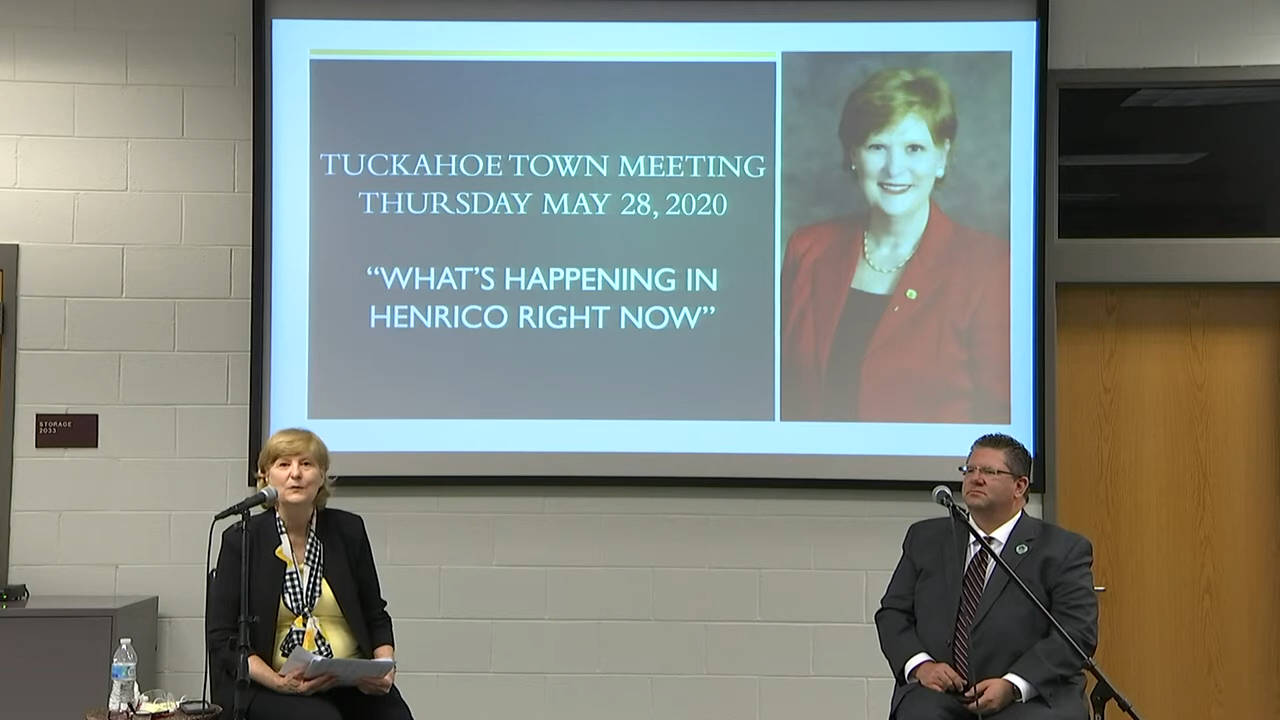 TUCKAHOE TOWN MEETING
THURSDAY MAY 28, 2020
“WHAT’S HAPPENING IN
HENRICO RIGHT NOW”
STORAGE
2033